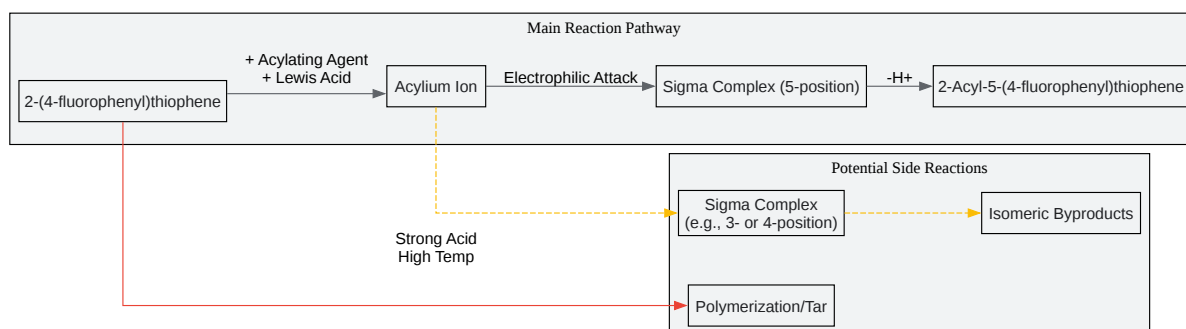 Main Reaction Pathway
2-(4-fluorophenyl)thiophene
+ Acylating Agent
+ Lewis Acid
Acylium Ion
Electrophilic Attack
Sigma Complex (5-position)
-H+
2-Acyl-5-(4-fluorophenyl)thiophene
Potential Side Reactions
Sigma Complex
(e.g., 3- or 4-position)
Isomeric Byproducts
Strong Acid
High Temp
Polymerization/Tar